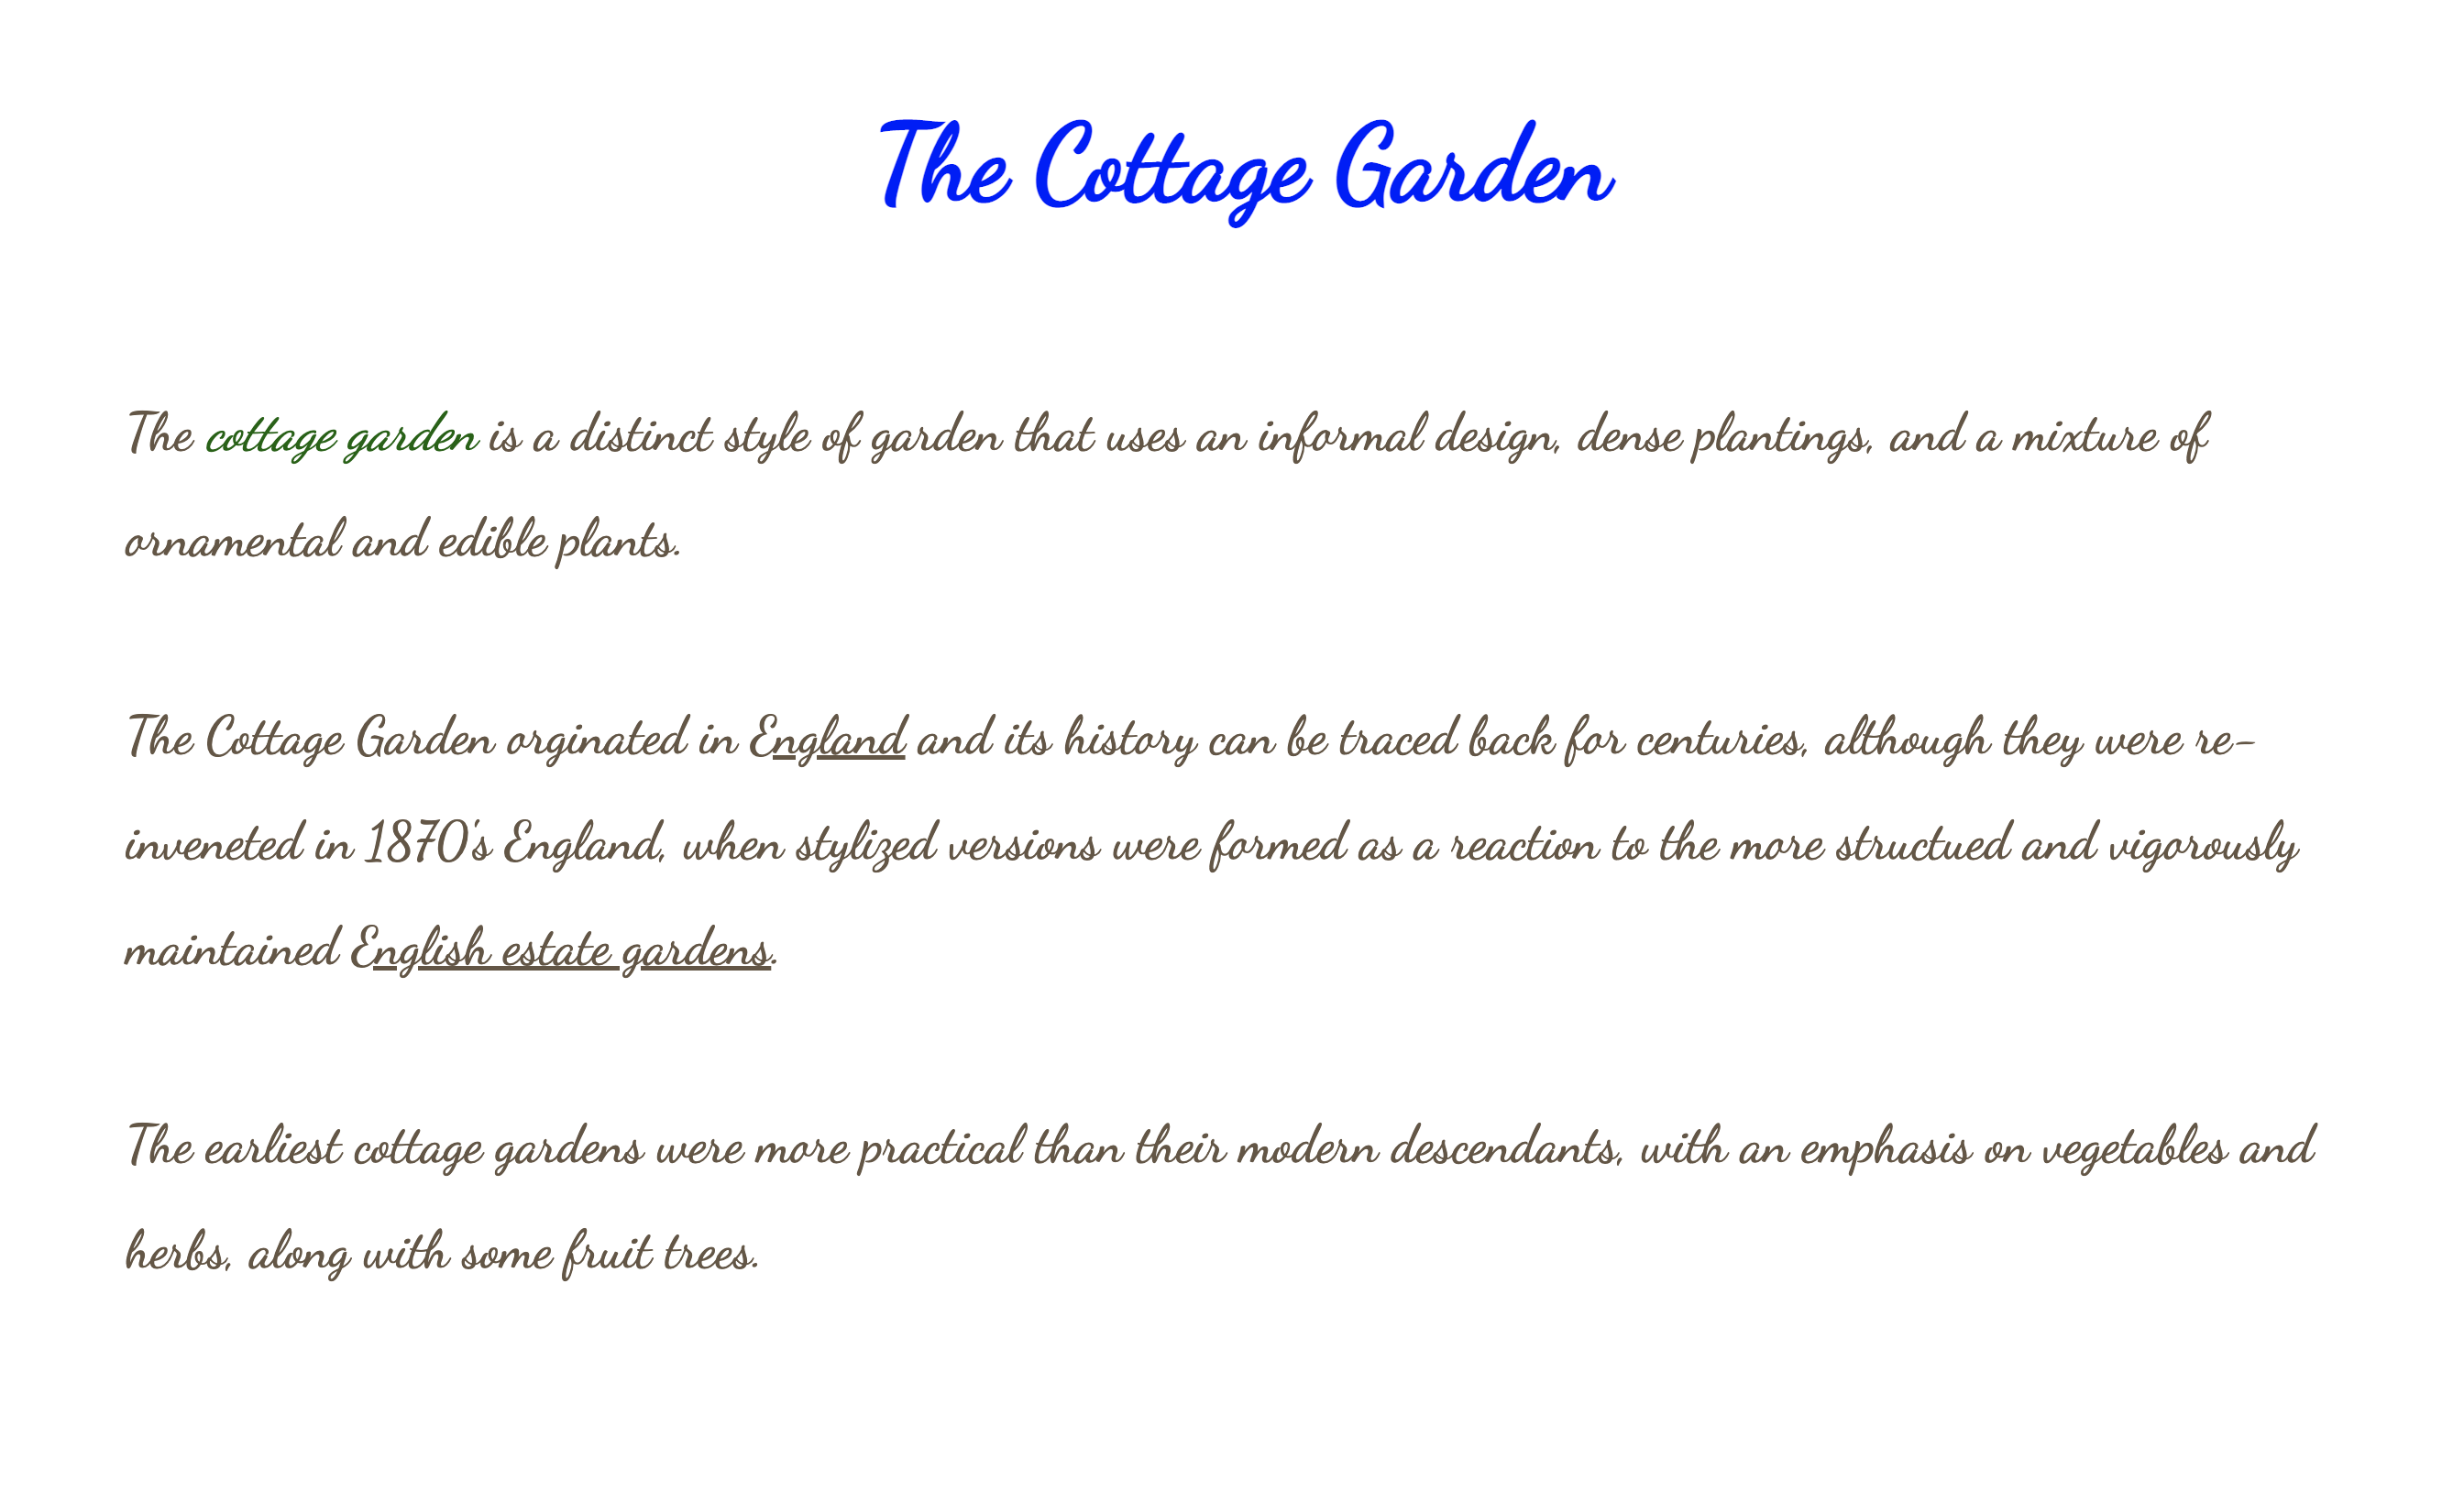 The Cottage Garden
The cottage garden is a distinct style of garden that uses an informal design, dense plantings, and a mixture of
ornamental and edible plants.
The Cottage Garden orginated in England and its history can be traced back for centuries, although they were re-
inveneted in 1870's England, when stylized versions were formed as a reaction to the more structued and vigorously
maintained English estate gardens.
The earliest cottage gardens were more practical than their modern descendants, with an emphasis on vegetables and
herbs, along with some fruit trees.